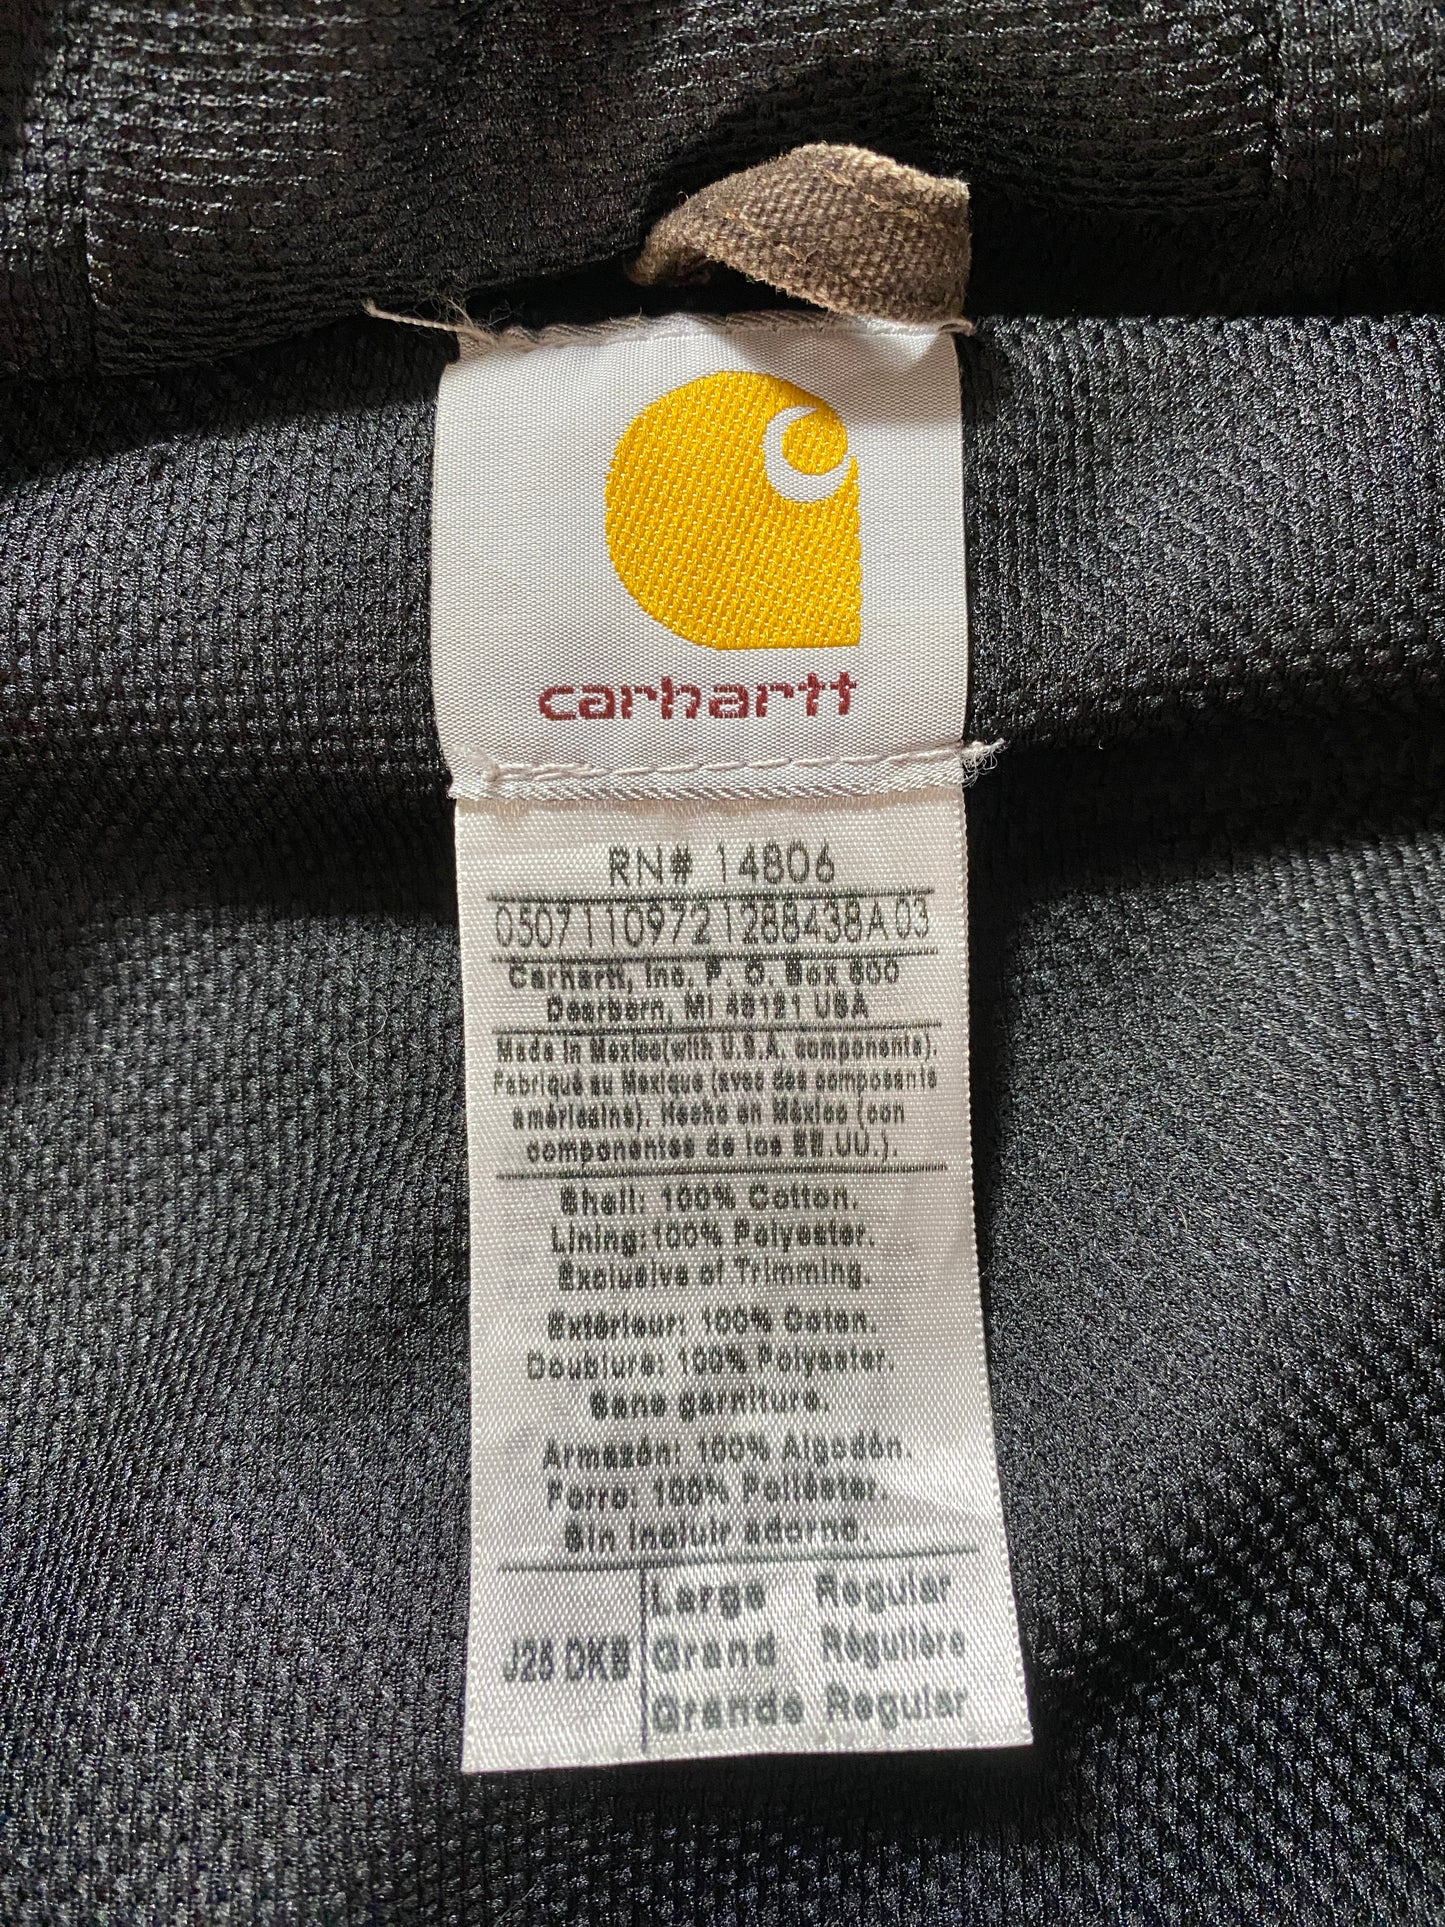 carhartt
RN# 14806
05071109721288438A03
Carhartt, Inc. P. O. Box 600
Dearborn, MI 48121 USA
Made in Mexico(with U.S.A. components).
Fabriqué au Mexique (avec des composants
américains). Hecho en México (con
componentes de los EE.UU.).
Shell: 100% Cotton.
Lining:100% Polyester.
Exclusive of Trimming.
Extérieur: 100% Coton.
Doublure: 100% Polyester.
Sans garniture.
Armazón: 100% Algodón.
Forro: 100% Poliéster.
Sin incluir adorno.
Large Regular
J25 DKB Grand Régulière
Grande Regular